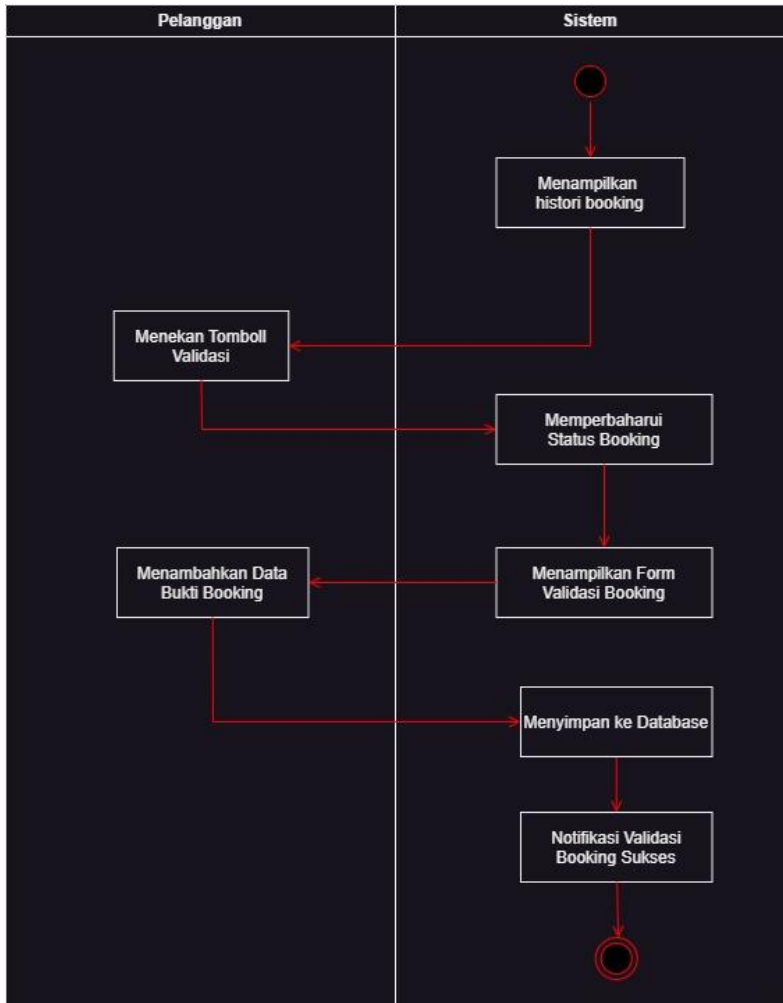 Pelanggan
Sistem
Menampilkan
histori booking
Menekan Tomboll
Validasi
Memperbaharui
Status Booking
Menambahkan Data
Bukti Booking
Menampilkan Form
Validasi Booking
Menyimpan ke Database
Notifikasi Validasi
Booking Sukses